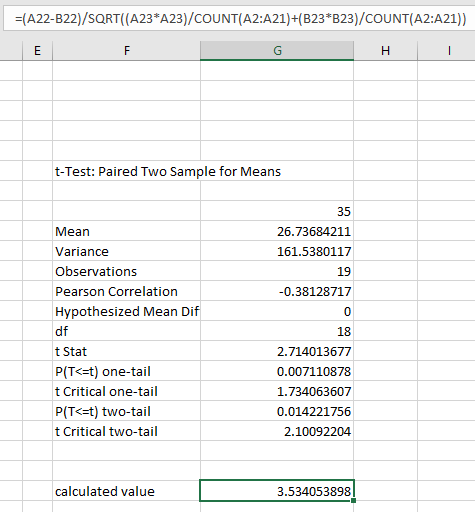 =(A22-B22)/SQRT((A23*A23)/COUNT(A2:A21)+(B23*B23)/COUNT(A2:A21))
E F G H I
t-Test: Paired Two Sample for Means
35
Mean 26.73684211
Variance 161.5380117
Observations 19
Pearson Correlation -0.38128717
Hypothesized Mean Dif 0
df 18
t Stat 2.714013677
P(T<=t) one-tail 0.007110878
t Critical one-tail 1.734063607
P(T<=t) two-tail 0.014221756
t Critical two-tail 2.10092204
calculated value 3.534053898